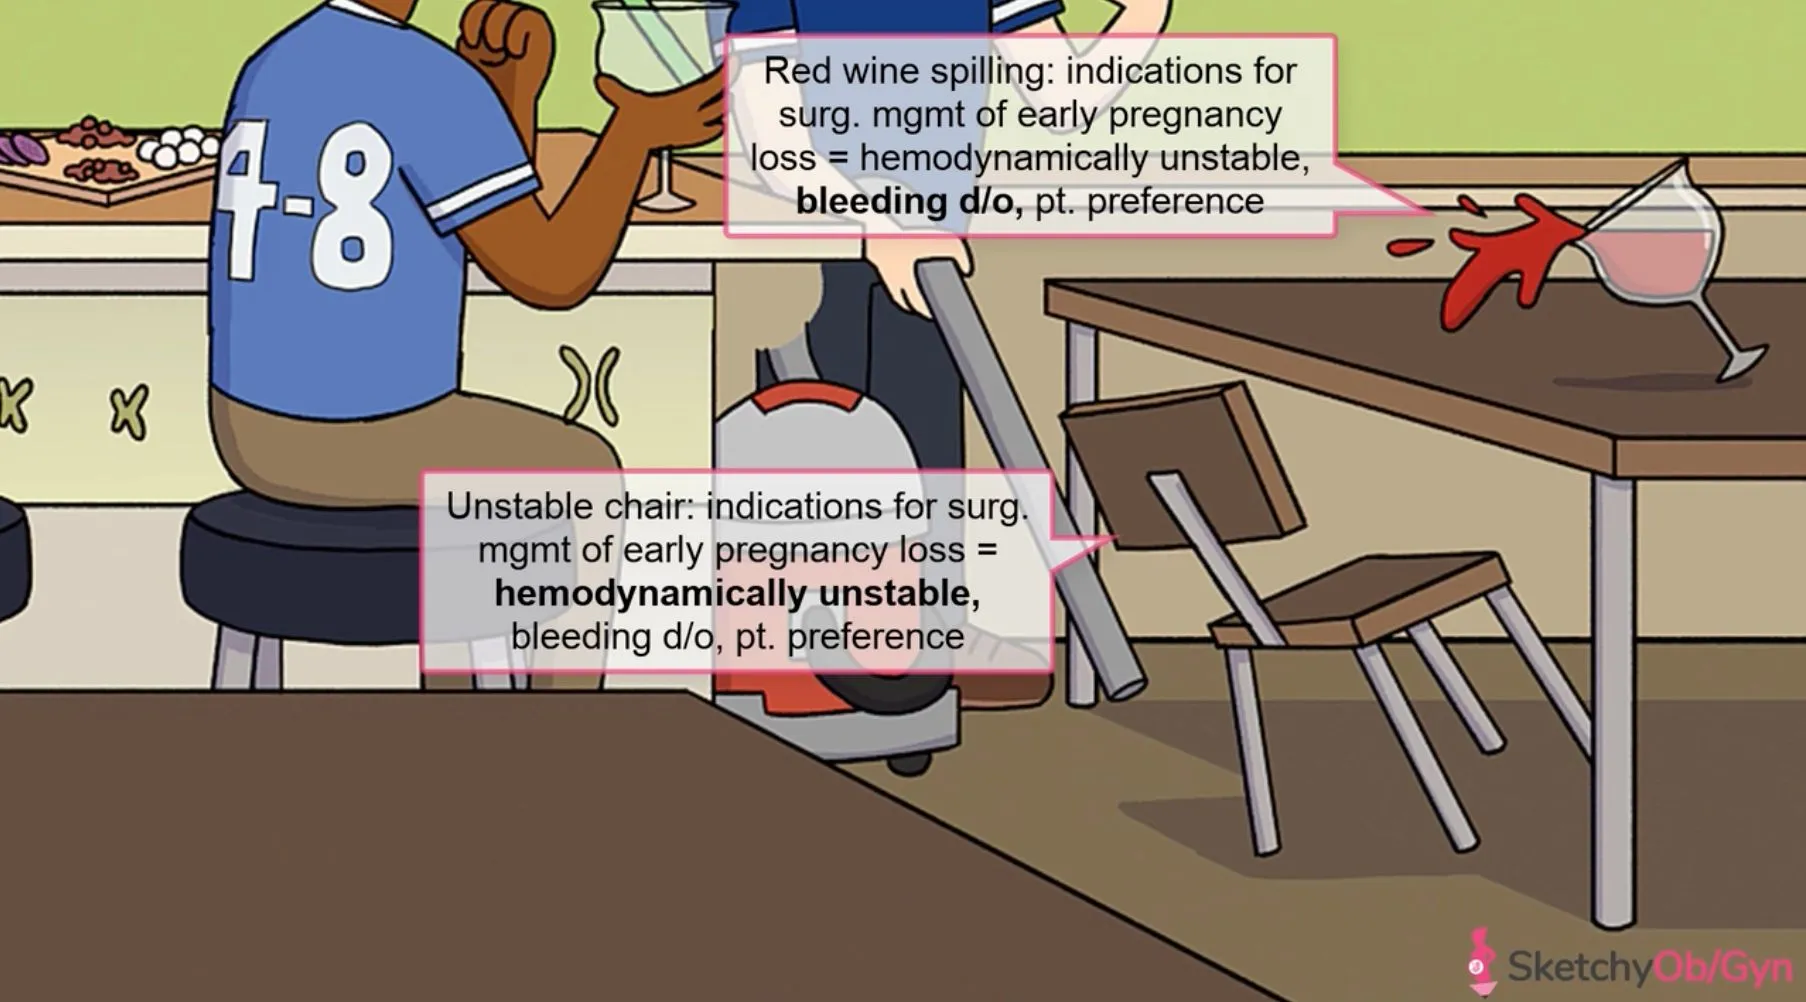 Red wine spilling: indications for
surg. mgmt of early pregnancy
loss = hemodynamically unstable,
bleeding d/o, pt. preference
4-8
Unstable chair: indications for surg.
mgmt of early pregnancy loss =
hemodynamically unstable,
bleeding d/o, pt. preference
SketchyOb/Gyn